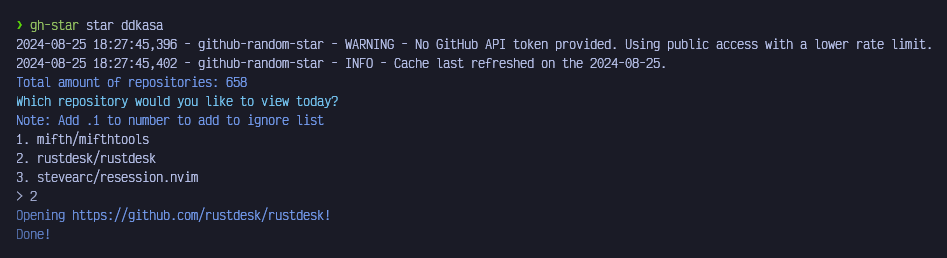 ❯ gh-star star ddkasa
2024-08-25 18:27:45,396 - github-random-star - WARNING - No GitHub API token provided. Using public access with a lower rate limit.
2024-08-25 18:27:45,402 - github-random-star - INFO - Cache last refreshed on the 2024-08-25.
Total amount of repositories: 658
Which repository would you like to view today?
Note: Add .1 to number to add to ignore list
1. mifth/mifthtools
2. rustdesk/rustdesk
3. stevearc/resession.nvim
> 2
Opening https://github.com/rustdesk/rustdesk!
Done!